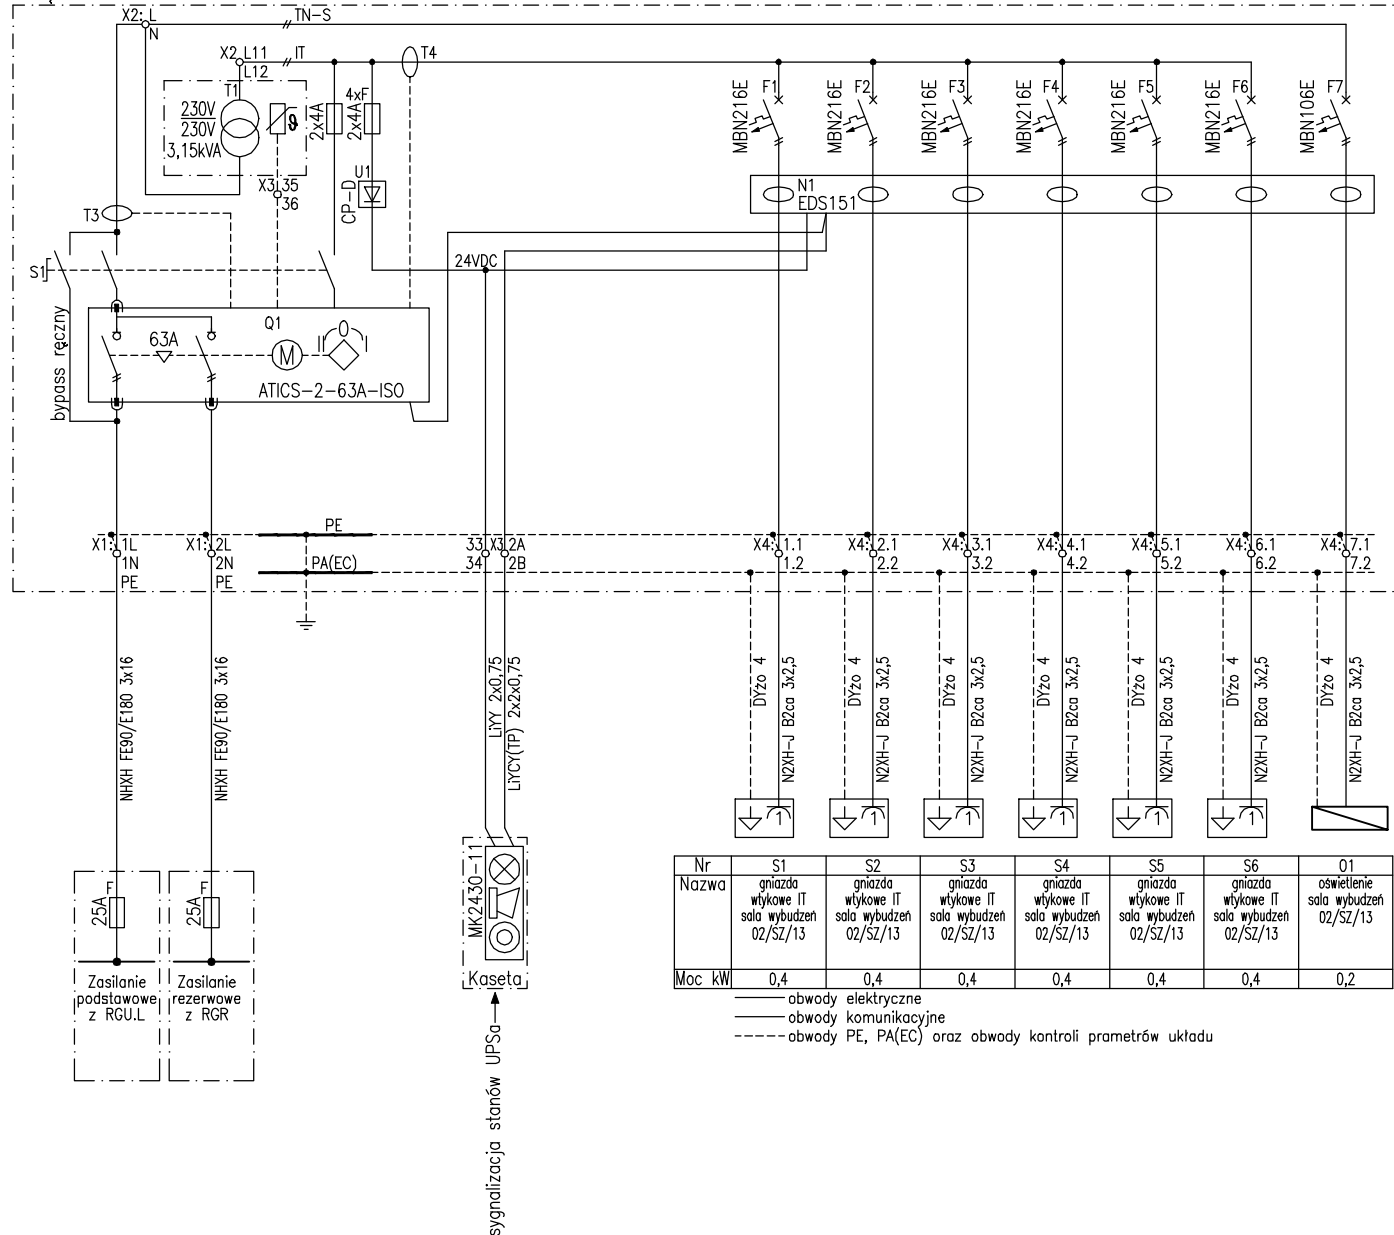 X2: L
N
TN-S
X2 L11
L12
IT
T4
T1
230V
230V
3,15kVA
ϑ
2x4A
4xF
2x4A
X3 35
36
U1
CP-D
T3
S1
bypass ręczny
24VDC
Q1
63A
M
II
0
I
ATICS-2-63A-ISO
F1
MBN216E
F2
MBN216E
F3
MBN216E
F4
MBN216E
F5
MBN216E
F6
MBN216E
F7
MBN106E
N1
EDS151
PE
PA(EC)
X1: 1L
1N
PE
X1: 2L
2N
PE
33 X3 2A
34 2B
X4: 1.1
1.2
X4: 2.1
2.2
X4: 3.1
3.2
X4: 4.1
4.2
X4: 5.1
5.2
X4: 6.1
6.2
X4: 7.1
7.2
NHXH FE90/E180 3x16
NHXH FE90/E180 3x16
LiYY 2x0,75
LiYCY(TP) 2x2x0,75
DYżo 4
N2XH-J B2ca 3x2,5
DYżo 4
N2XH-J B2ca 3x2,5
DYżo 4
N2XH-J B2ca 3x2,5
DYżo 4
N2XH-J B2ca 3x2,5
DYżo 4
N2XH-J B2ca 3x2,5
DYżo 4
N2XH-J B2ca 3x2,5
DYżo 4
N2XH-J B2ca 3x2,5
1
1
1
1
1
1
F
25A
F
25A
Zasilanie
podstawowe
z RGU.L
Zasilanie
rezerwowe
z RGR
MK2430-11
Kaseta
sygnalizacja stanów UPSa
Nr S1 S2 S3 S4 S5 S6 O1
Nazwa gniazda gniazda gniazda gniazda gniazda gniazda oświetlenie
wtykowe IT wtykowe IT wtykowe IT wtykowe IT wtykowe IT wtykowe IT sala wybudzeń
sala wybudzeń sala wybudzeń sala wybudzeń sala wybudzeń sala wybudzeń sala wybudzeń 02/SZ/13
02/SZ/13 02/SZ/13 02/SZ/13 02/SZ/13 02/SZ/13 02/SZ/13
Moc kW 0,4 0,4 0,4 0,4 0,4 0,4 0,2
obwody elektryczne
obwody komunikacyjne
obwody PE, PA(EC) oraz obwody kontroli prametrów układu